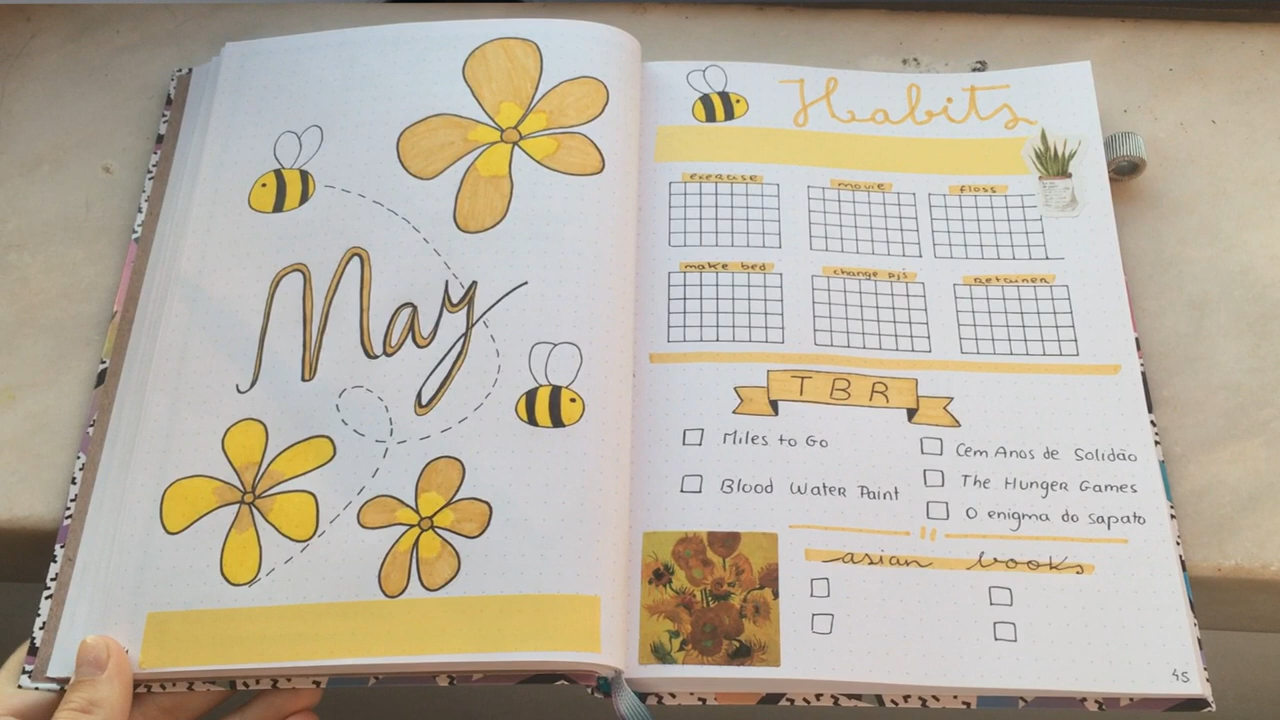 May
Habits
exercise
movie
floss
make bed
change pj's
retainer
TBR
Miles to Go
Blood Water Paint
Cem Anos de Solidão
The Hunger Games
O enigma do sapato
asian books
45